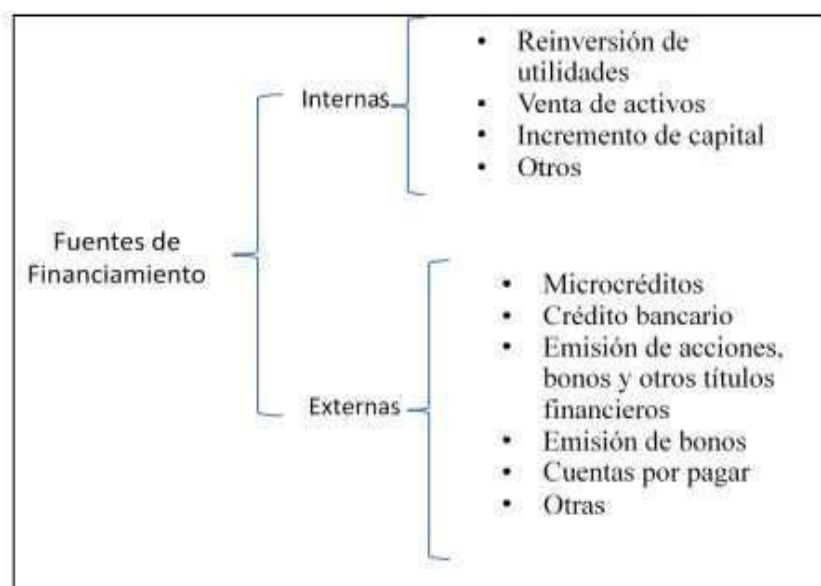 Fuentes de
Financiamiento
Internas
• Reinversión de
utilidades
• Venta de activos
• Incremento de capital
• Otros
Externas
• Microcréditos
• Crédito bancario
• Emisión de acciones,
bonos y otros títulos
financieros
• Emisión de bonos
• Cuentas por pagar
• Otras